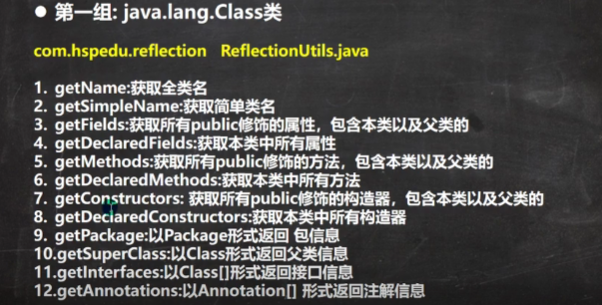 ● 第一组: java.lang.Class类
com.hspedu.reflection ReflectionUtils.java
1. getName:获取全类名
2. getSimpleName:获取简单类名
3. getFields:获取所有public修饰的属性，包含本类以及父类的
4. getDeclaredFields:获取本类中所有属性
5. getMethods:获取所有public修饰的方法，包含本类以及父类的
6. getDeclaredMethods:获取本类中所有方法
7. getConstructors: 获取所有public修饰的构造器，包含本类以及父类的
8. getDeclaredConstructors:获取本类中所有构造器
9. getPackage:以Package形式返回 包信息
10.getSuperClass:以Class形式返回父类信息
11.getInterfaces:以Class[]形式返回接口信息
12.getAnnotations:以Annotation[] 形式返回注解信息